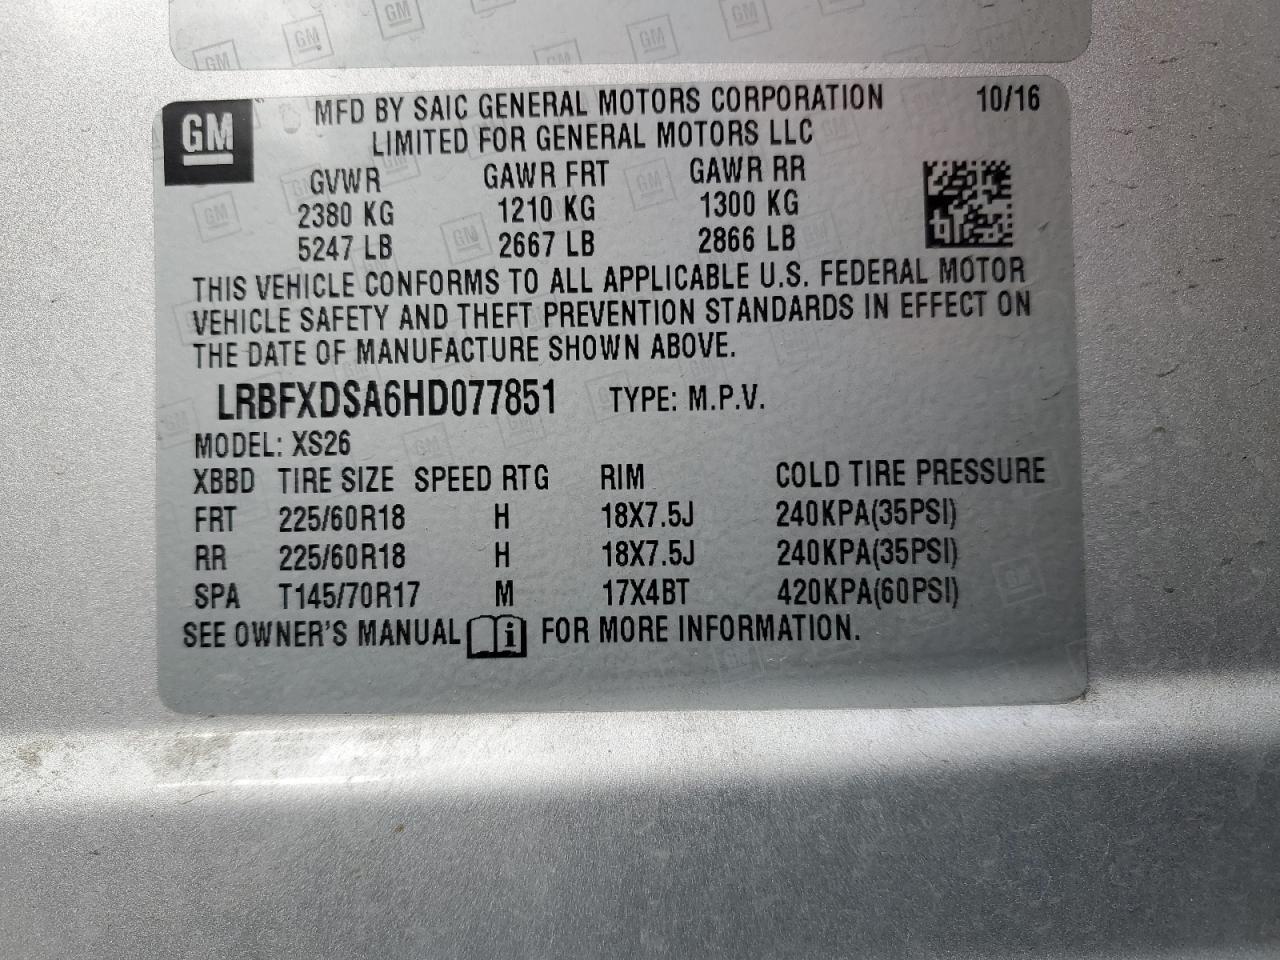 GM
MFD BY SAIC GENERAL MOTORS CORPORATION 10/16
LIMITED FOR GENERAL MOTORS LLC
GVWR GAWR FRT GAWR RR
2380 KG 1210 KG 1300 KG
5247 LB 2667 LB 2866 LB
THIS VEHICLE CONFORMS TO ALL APPLICABLE U.S. FEDERAL MOTOR
VEHICLE SAFETY AND THEFT PREVENTION STANDARDS IN EFFECT ON
THE DATE OF MANUFACTURE SHOWN ABOVE.
LRBFXDSA6HD077851 TYPE: M.P.V.
MODEL: XS26
XBBD TIRE SIZE SPEED RTG RIM COLD TIRE PRESSURE
FRT 225/60R18 H 18X7.5J 240KPA(35PSI)
RR 225/60R18 H 18X7.5J 240KPA(35PSI)
SPA T145/70R17 M 17X4BT 420KPA(60PSI)
SEE OWNER'S MANUAL i FOR MORE INFORMATION.